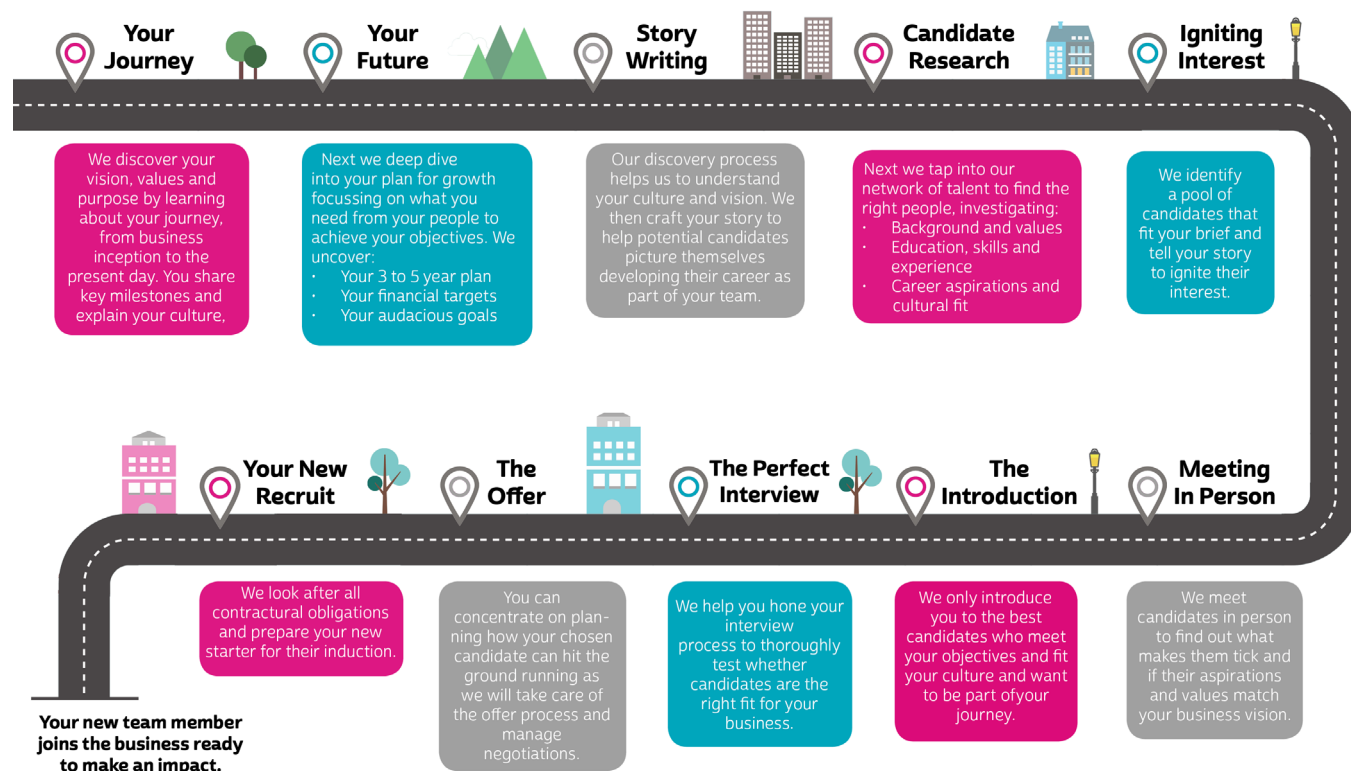 Your
Journey
Your
Future
Story
Writing
Candidate
Research
Igniting
Interest
We discover your
vision, values and
purpose by learning
about your journey,
from business
inception to the
present day. You share
key milestones and
explain your culture,
Next we deep dive
into your plan for growth
focussing on what you
need from your people to
achieve your objectives. We
uncover:
· Your 3 to 5 year plan
· Your financial targets
· Your audacious goals
Our discovery process
helps us to understand
your culture and vision. We
then craft your story to
help potential candidates
picture themselves
developing their career as
part of your team.
Next we tap into our
network of talent to find the
right people, investigating:
· Background and values
· Education, skills and
experience
· Career aspirations and
cultural fit
We identify
a pool of
candidates that
fit your brief and
tell your story
to ignite their
interest.
Meeting
In Person
The
Introduction
The Perfect
Interview
The
Offer
Your New
Recruit
We meet
candidates in person
to find out what
makes them tick and
if their aspirations
and values match
your business vision.
We only introduce
you to the best
candidates who meet
your objectives and fit
your culture and want
to be part of your
journey.
We help you hone your
interview
process to thoroughly
test whether
candidates are the
right fit for your
business.
You can
concentrate on plan-
ning how your chosen
candidate can hit the
ground running as
we will take care of
the offer process and
manage
negotiations.
We look after all
contractural obligations
and prepare your new
starter for their induction.
Your new team member
joins the business ready
to make an impact.